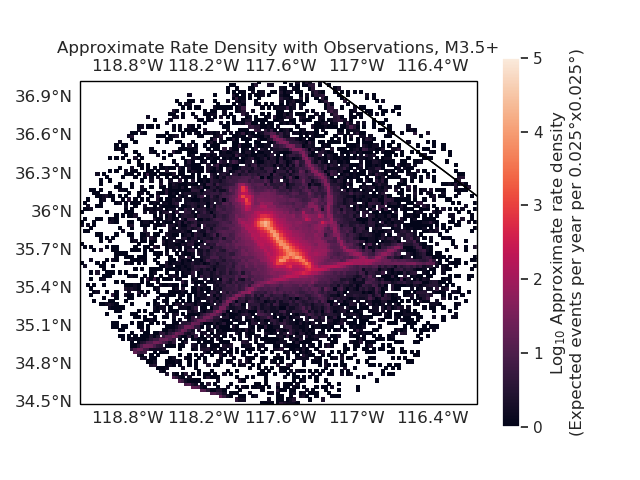 Approximate Rate Density with Observations, M3.5+
118.8°W 118.2°W 117.6°W 117°W 116.4°W
36.9°N
36.6°N
36.3°N
36°N
35.7°N
35.4°N
35.1°N
34.8°N
34.5°N
118.8°W 118.2°W 117.6°W 117°W 116.4°W
5
4
3
2
1
0
Log₁₀ Approximate rate density
(Expected events per year per 0.025°x0.025°)